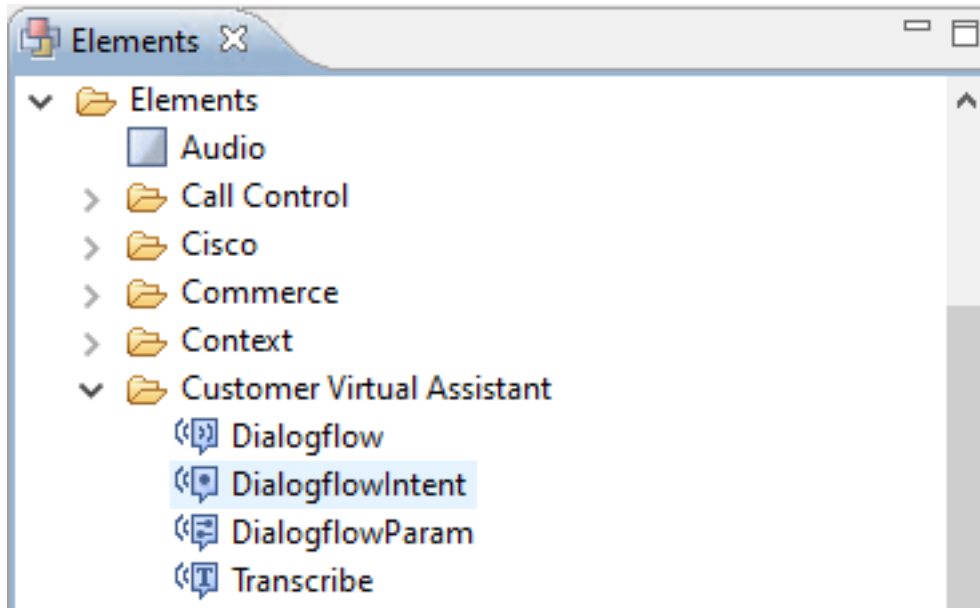 Elements
Elements
Audio
Call Control
Cisco
Commerce
Context
Customer Virtual Assistant
Dialogflow
DialogflowIntent
DialogflowParam
Transcribe